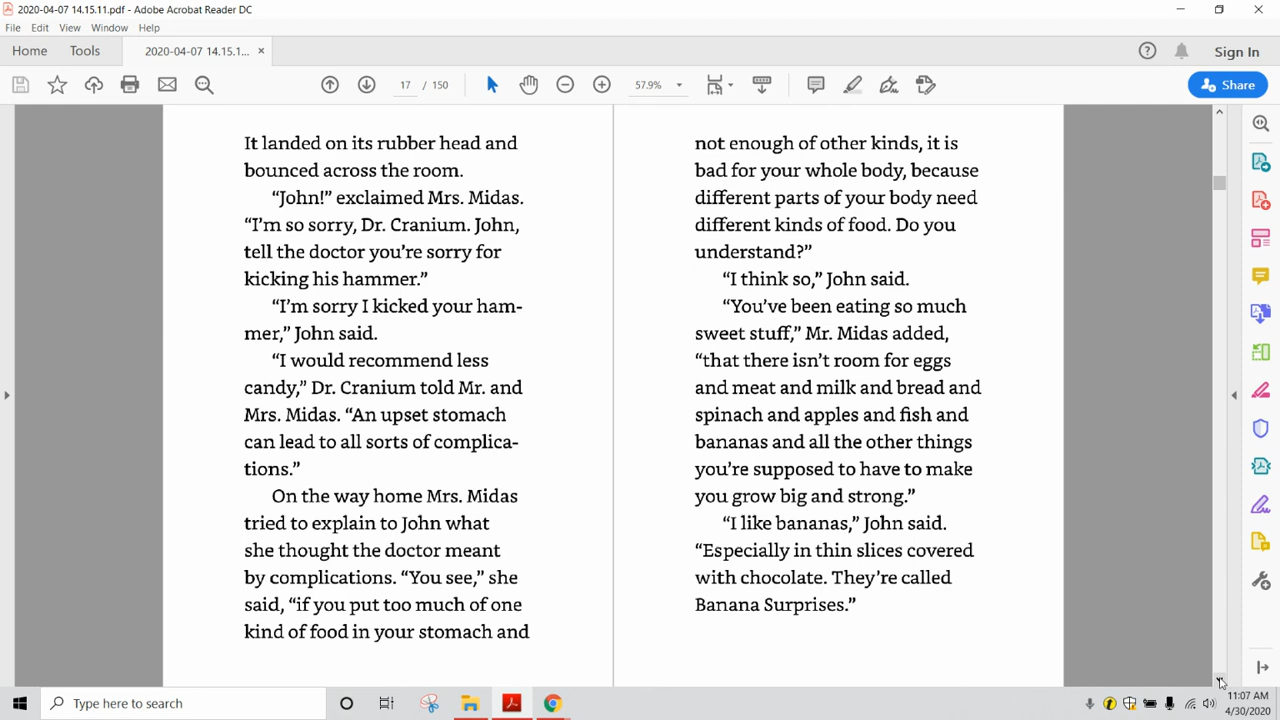 2020-04-07 14.15.11.pdf - Adobe Acrobat Reader DC
File Edit View Window Help
Home Tools 2020-04-07 14.15.1... × Sign In
17 / 150 57.9% Share
It landed on its rubber head and
bounced across the room.
“John!” exclaimed Mrs. Midas.
“I’m so sorry, Dr. Cranium. John,
tell the doctor you’re sorry for
kicking his hammer.”
“I’m sorry I kicked your ham-
mer,” John said.
“I would recommend less
candy,” Dr. Cranium told Mr. and
Mrs. Midas. “An upset stomach
can lead to all sorts of complica-
tions.”
On the way home Mrs. Midas
tried to explain to John what
she thought the doctor meant
by complications. “You see,” she
said, “if you put too much of one
kind of food in your stomach and
not enough of other kinds, it is
bad for your whole body, because
different parts of your body need
different kinds of food. Do you
understand?”
“I think so,” John said.
“You’ve been eating so much
sweet stuff,” Mr. Midas added,
“that there isn’t room for eggs
and meat and milk and bread and
spinach and apples and fish and
bananas and all the other things
you’re supposed to have to make
you grow big and strong.”
“I like bananas,” John said.
“Especially in thin slices covered
with chocolate. They’re called
Banana Surprises.”
Type here to search
11:07 AM
4/30/2020